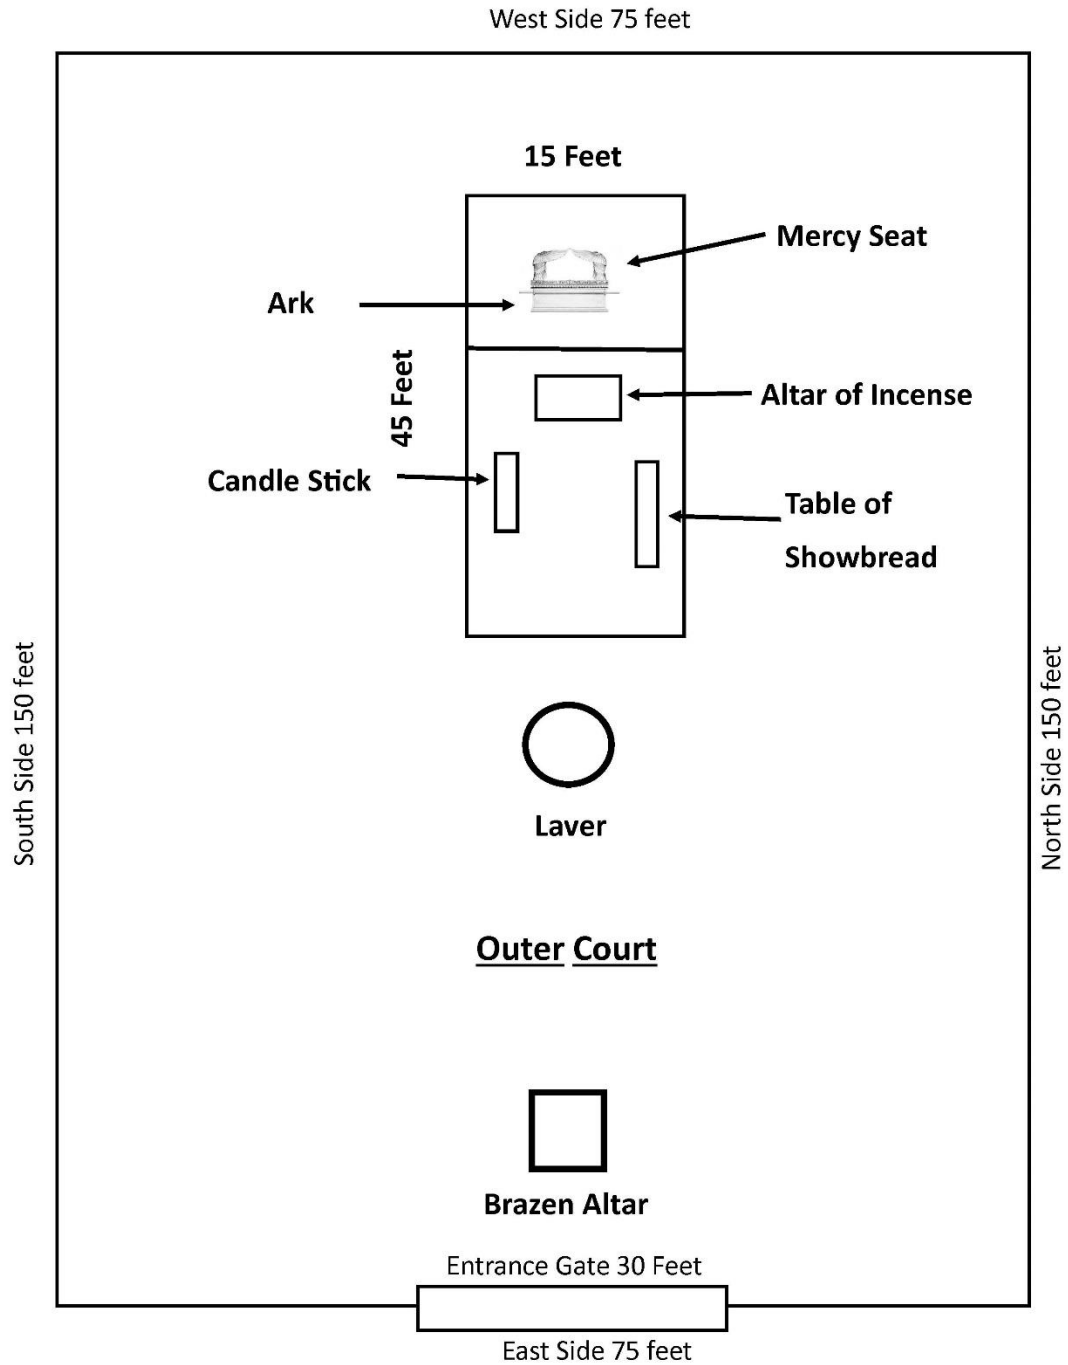 West Side 75 feet
15 Feet
Mercy Seat
Ark
45 Feet
Altar of Incense
Candle Stick
Table of
Showbread
South Side 150 feet
North Side 150 feet
Laver
Outer Court
Brazen Altar
Entrance Gate 30 Feet
East Side 75 feet